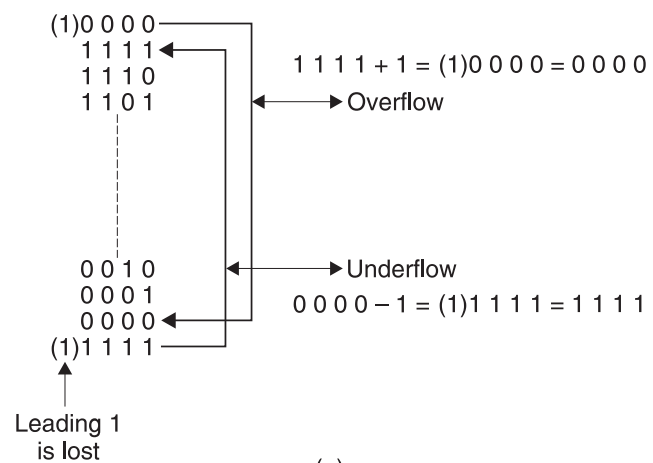 (1)0 0 0 0
1 1 1 1
1 1 1 1 + 1 = (1)0 0 0 0 = 0 0 0 0
1 1 1 0
1 1 0 1
Overflow
0 0 1 0
Underflow
0 0 0 1
0 0 0 0 – 1 = (1)1 1 1 1 = 1 1 1 1
0 0 0 0
(1)1 1 1 1
Leading 1
is lost